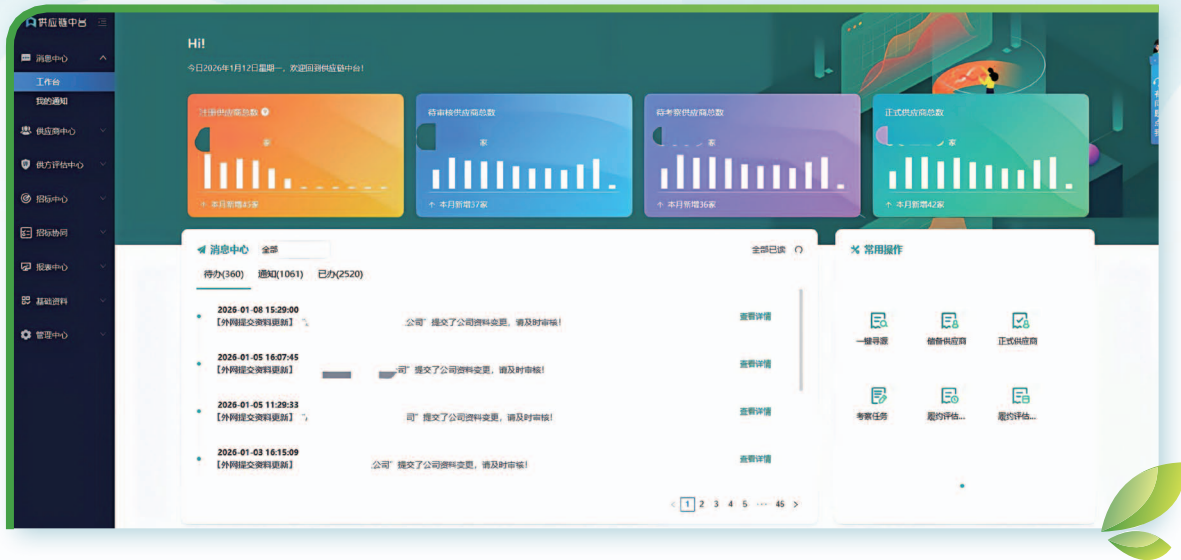 供应链中台
消息中心
工作台
我的通知
供应商中心
供方评估中心
招标中心
招标协同
报表中心
基础资料
管理中心
Hi!
今日2026年1月12日星期一，欢迎回到供应链中台！
注册供应商总数
家
本月新增45家
待审核供应商总数
家
本月新增37家
待考察供应商总数
家
本月新增36家
正式供应商总数
家
本月新增42家
消息中心 全部 全部已读
待办(360) 通知(1061) 已办(2520)
2026-01-08 15:29:00
【外网提交资料更新】 公司”提交了公司资料变更，请及时审核！ 查看详情
2026-01-05 16:07:45
【外网提交资料更新】 司”提交了公司资料变更，请及时审核！ 查看详情
2026-01-05 11:29:33
【外网提交资料更新】 司”提交了公司资料变更，请及时审核！ 查看详情
2026-01-03 16:15:09
【外网提交资料更新】 公司”提交了公司资料变更，请及时审核！ 查看详情
< 1 2 3 4 5 ··· 45 >
常用操作
一键寻源 储备供应商 正式供应商
考察任务 履约评估... 履约评估...